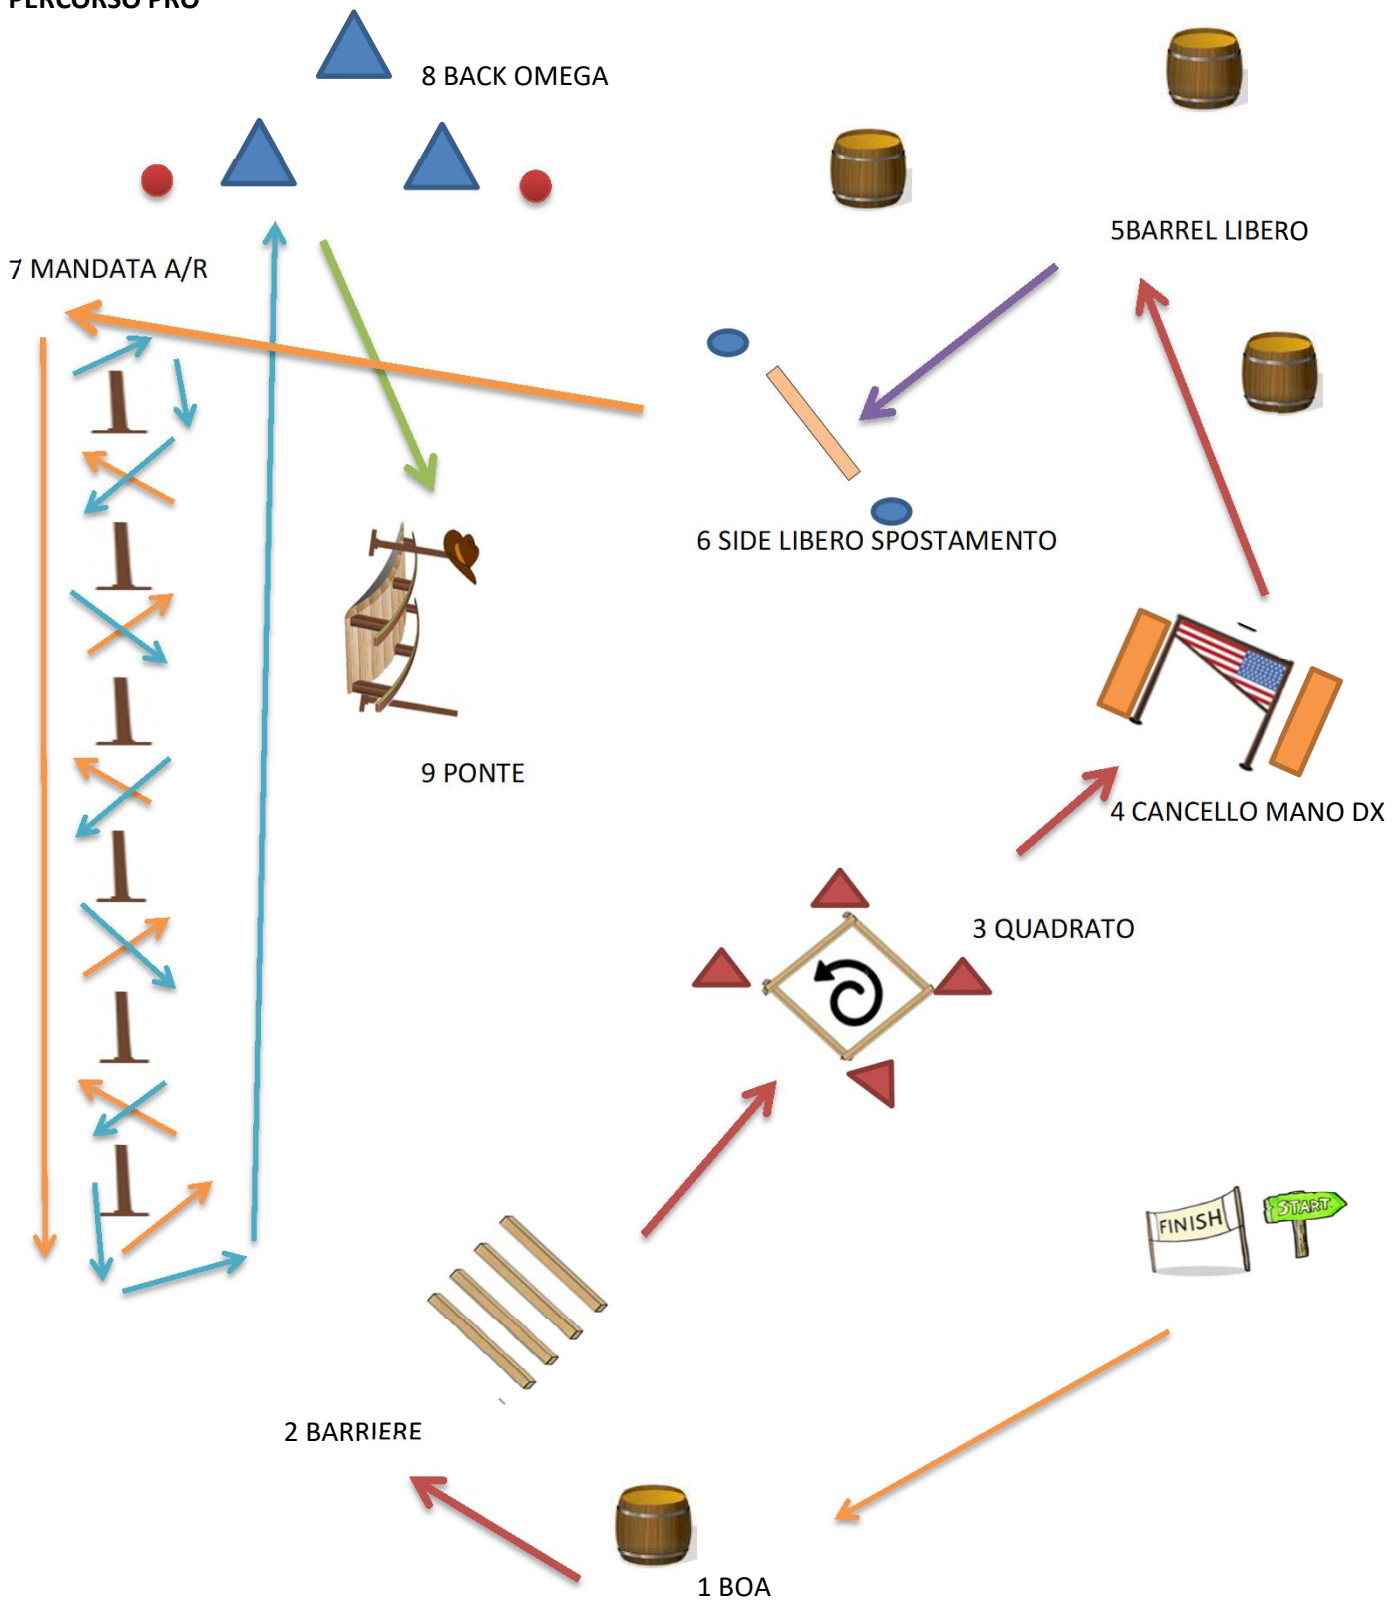 PERCORSO PRO
8 BACK OMEGA
5BARREL LIBERO
7 MANDATA A/R
6 SIDE LIBERO SPOSTAMENTO
9 PONTE
4 CANCELLO MANO DX
3 QUADRATO
FINISH
START
2 BARRIERE
1 BOA